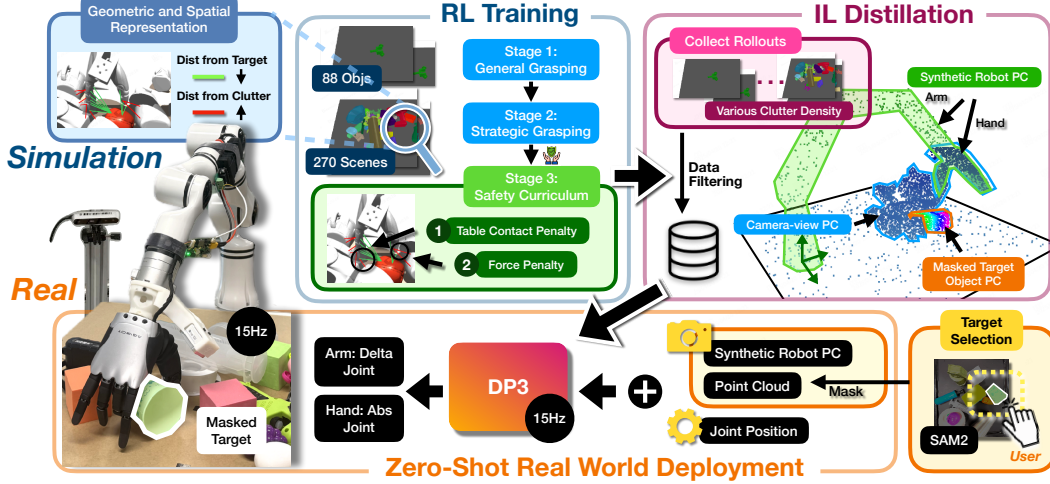 Geometric and Spatial
Representation
Dist from Target
Dist from Clutter
Simulation
Real
RL Training
88 Objs
270 Scenes
Stage 1:
General Grasping
Stage 2:
Strategic Grasping
Stage 3:
Safety Curriculum
1 Table Contact Penalty
2 Force Penalty
IL Distillation
Collect Rollouts
Various Clutter Density
Data
Filtering
Synthetic Robot PC
Arm
Hand
Camera-view PC
Masked Target
Object PC
15Hz
Masked
Target
Arm: Delta
Joint
Hand: Abs
Joint
DP3
15Hz
Synthetic Robot PC
Point Cloud
Mask
Joint Position
Target
Selection
SAM2
User
Zero-Shot Real World Deployment